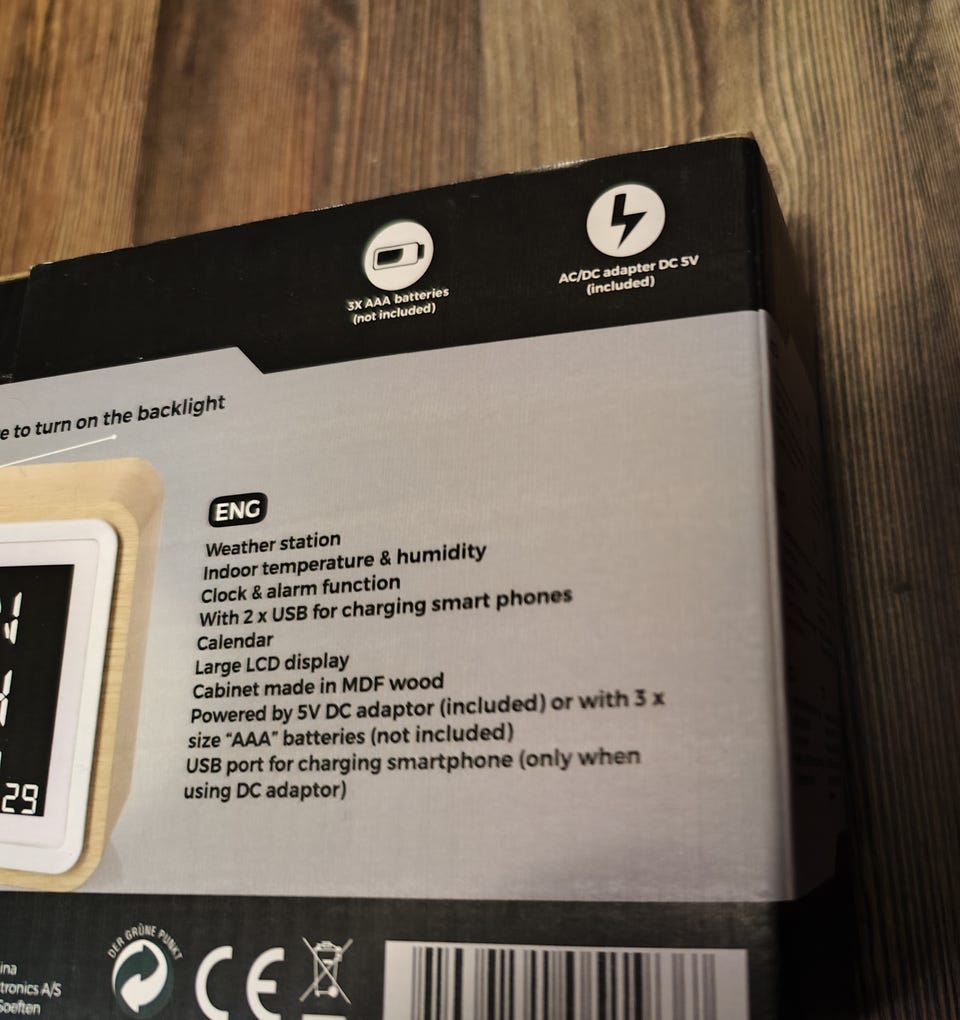 3X AAA batteries
(not included)
AC/DC adapter DC 5V
(included)
to turn on the backlight
ENG
Weather station
Indoor temperature & humidity
Clock & alarm function
With 2 x USB for charging smart phones
Calendar
Large LCD display
Cabinet made in MDF wood
Powered by 5V DC adaptor (included) or with 3 x
size “AAA” batteries (not included)
USB port for charging smartphone (only when
using DC adaptor)
29
DER GRÜNE PUNKT
CE
ina
tronics A/S
Soeften